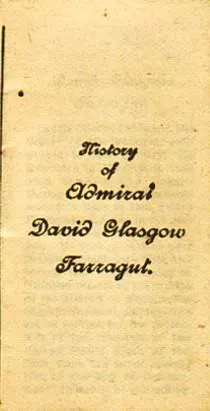 History
of
Admiral
David Glasgow
Farragut.